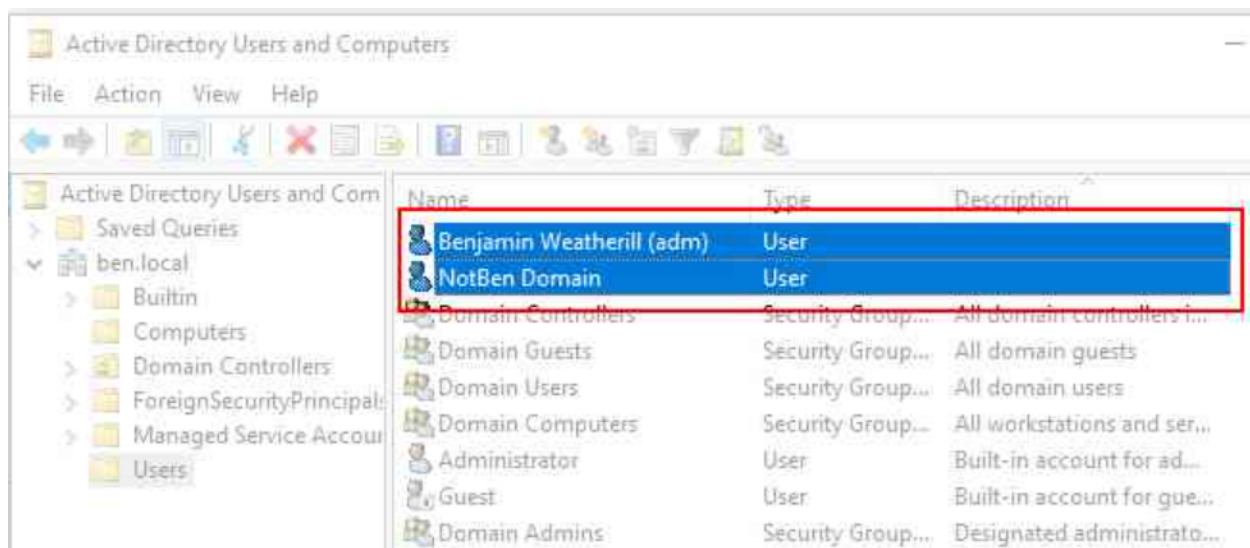 Active Directory Users and Computers
File Action View Help
Active Directory Users and Com
Saved Queries
ben.local
Builtin
Computers
Domain Controllers
ForeignSecurityPrincipals
Managed Service Accour
Users
Name Type Description
Benjamin Weatherill (adm) User
NotBen Domain User
Domain Controllers Security Group... All domain controllers i...
Domain Guests Security Group... All domain guests
Domain Users Security Group... All domain users
Domain Computers Security Group... All workstations and ser...
Administrator User Built-in account for ad...
Guest User Built-in account for gue...
Domain Admins Security Group... Designated administrato...